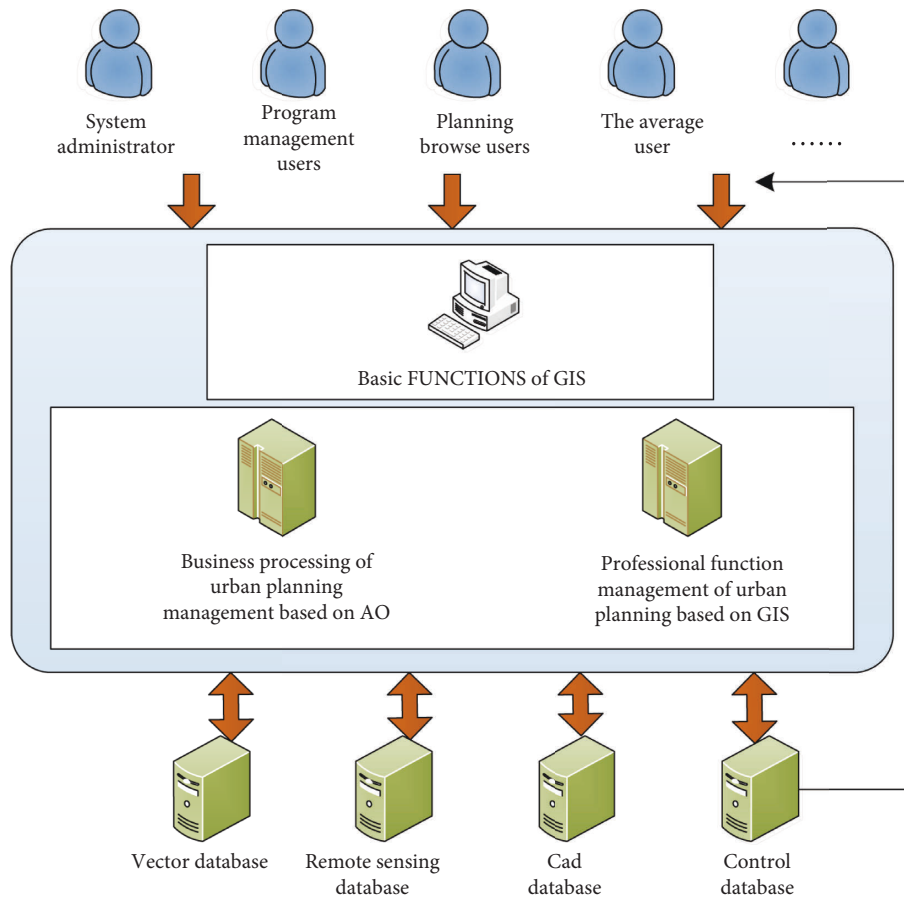 System
administrator
Program
management
users
Planning
browse users
The average
user
......
Basic FUNCTIONS of GIS
Business processing of
urban planning
management based on AO
Professional function
management of urban
planning based on GIS
Vector database
Remote sensing
database
Cad
database
Control
database